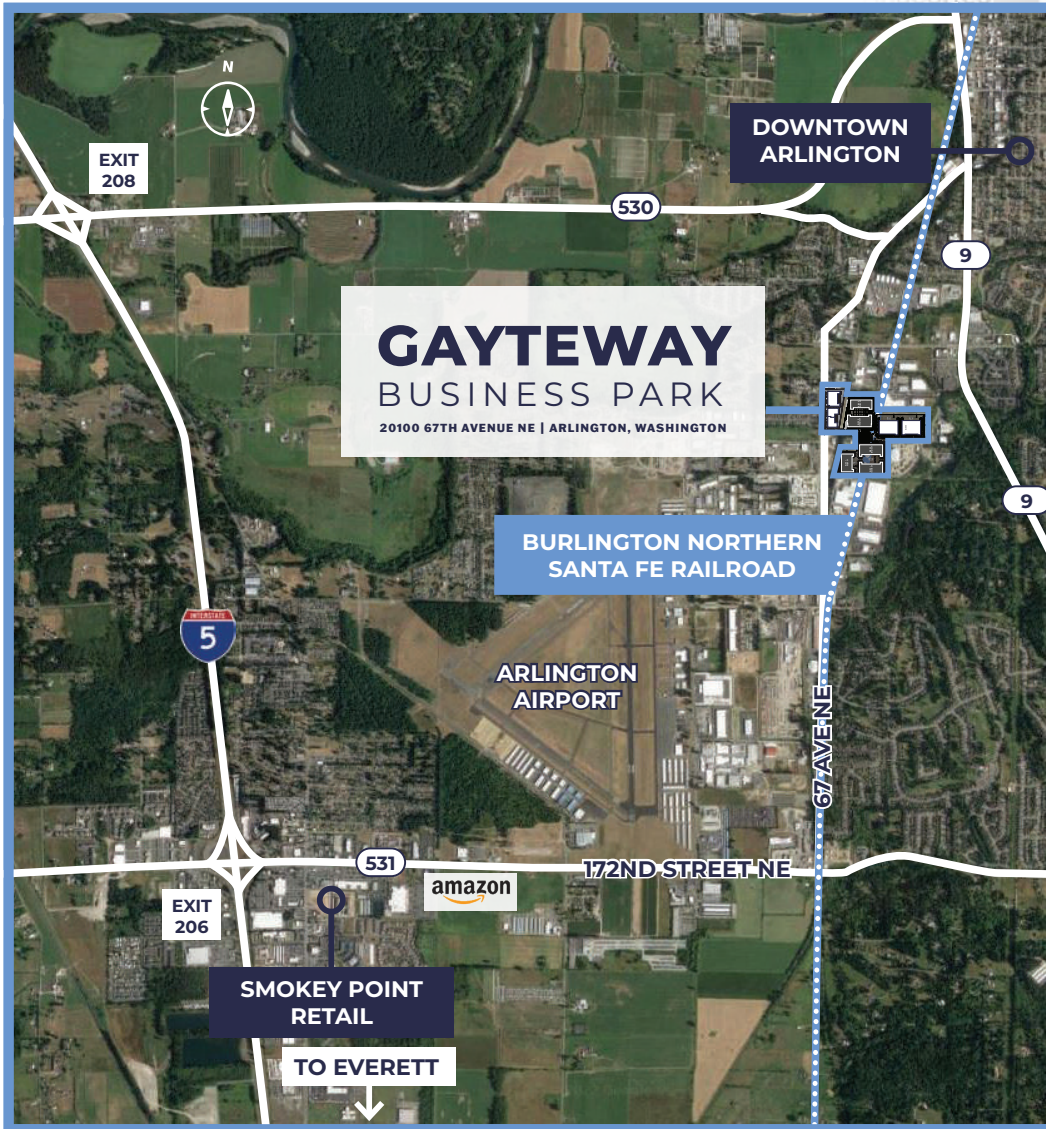 N
DOWNTOWN
ARLINGTON
EXIT
208
530
9
GAYTEWAY
BUSINESS PARK
20100 67TH AVENUE NE | ARLINGTON, WASHINGTON
9
BURLINGTON NORTHERN
SANTA FE RAILROAD
INTERSTATE
5
ARLINGTON
AIRPORT
67 AVE NE
531
172ND STREET NE
amazon
EXIT
206
SMOKEY POINT
RETAIL
TO EVERETT